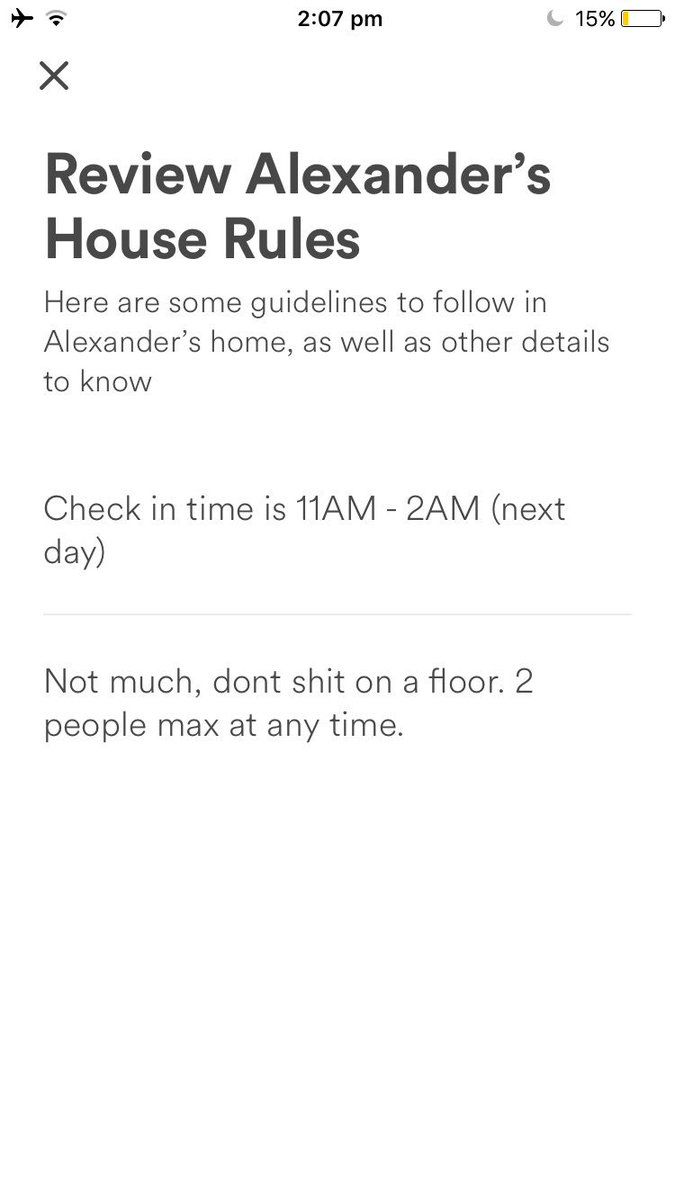 2:07 pm
15%
Review Alexander’s
House Rules
Here are some guidelines to follow in
Alexander’s home, as well as other details
to know
Check in time is 11AM - 2AM (next
day)
Not much, dont shit on a floor. 2
people max at any time.